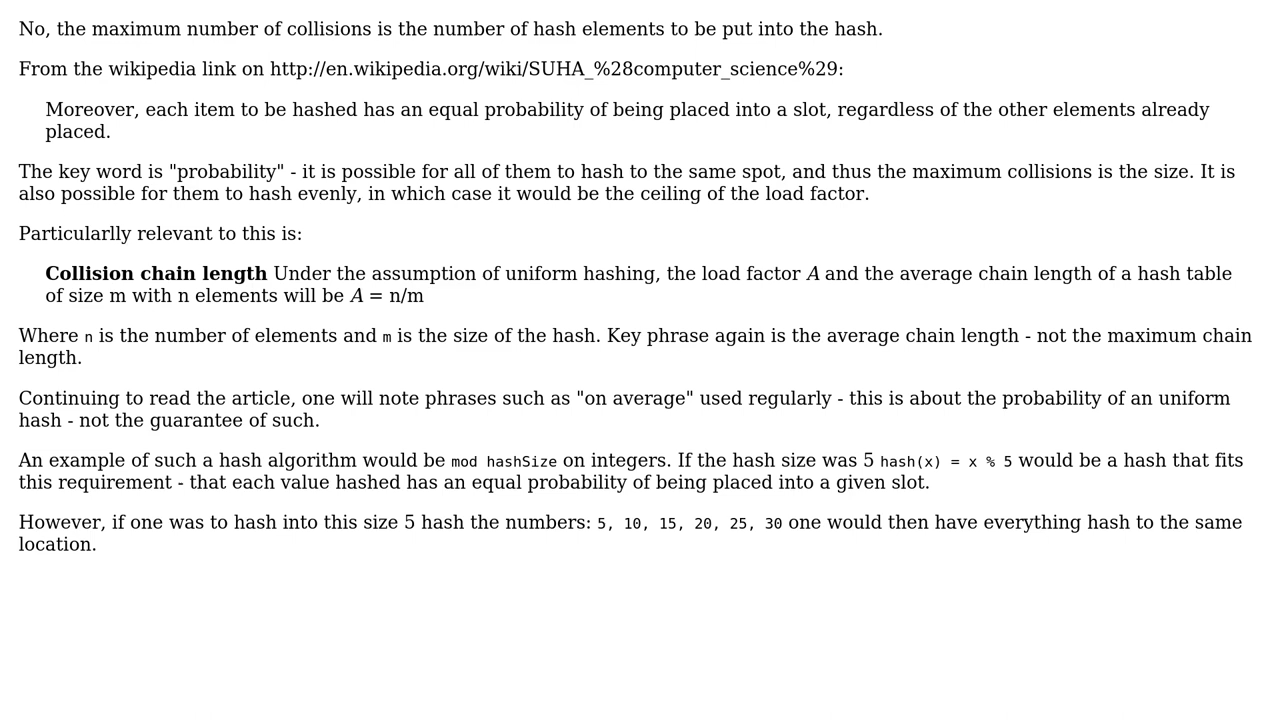 No, the maximum number of collisions is the number of hash elements to be put into the hash.
From the wikipedia link on http://en.wikipedia.org/wiki/SUHA_%28computer_science%29:
Moreover, each item to be hashed has an equal probability of being placed into a slot, regardless of the other elements already
placed.
The key word is "probability" - it is possible for all of them to hash to the same spot, and thus the maximum collisions is the size. It is
also possible for them to hash evenly, in which case it would be the ceiling of the load factor.
Particularlly relevant to this is:
Collision chain length Under the assumption of uniform hashing, the load factor A and the average chain length of a hash table
of size m with n elements will be A = n/m
Where n is the number of elements and m is the size of the hash. Key phrase again is the average chain length - not the maximum chain
length.
Continuing to read the article, one will note phrases such as "on average" used regularly - this is about the probability of an uniform
hash - not the guarantee of such.
An example of such a hash algorithm would be mod hashSize on integers. If the hash size was 5 hash(x) = x % 5 would be a hash that fits
this requirement - that each value hashed has an equal probability of being placed into a given slot.
However, if one was to hash into this size 5 hash the numbers: 5, 10, 15, 20, 25, 30 one would then have everything hash to the same
location.